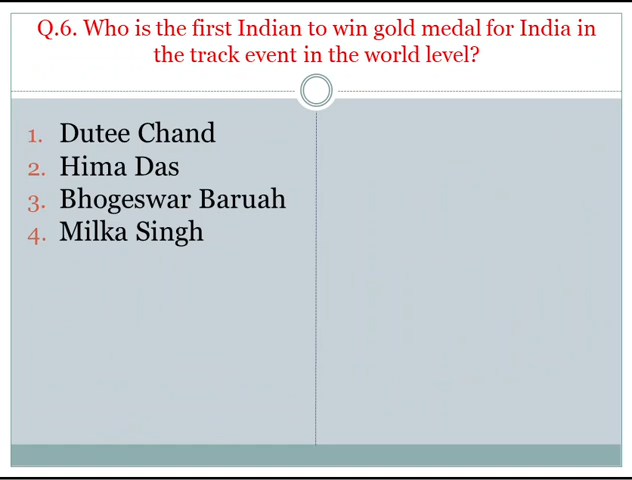 Q.6. Who is the first Indian to win gold medal for India in
the track event in the world level?
1. Dutee Chand
2. Hima Das
3. Bhogeswar Baruah
4. Milka Singh